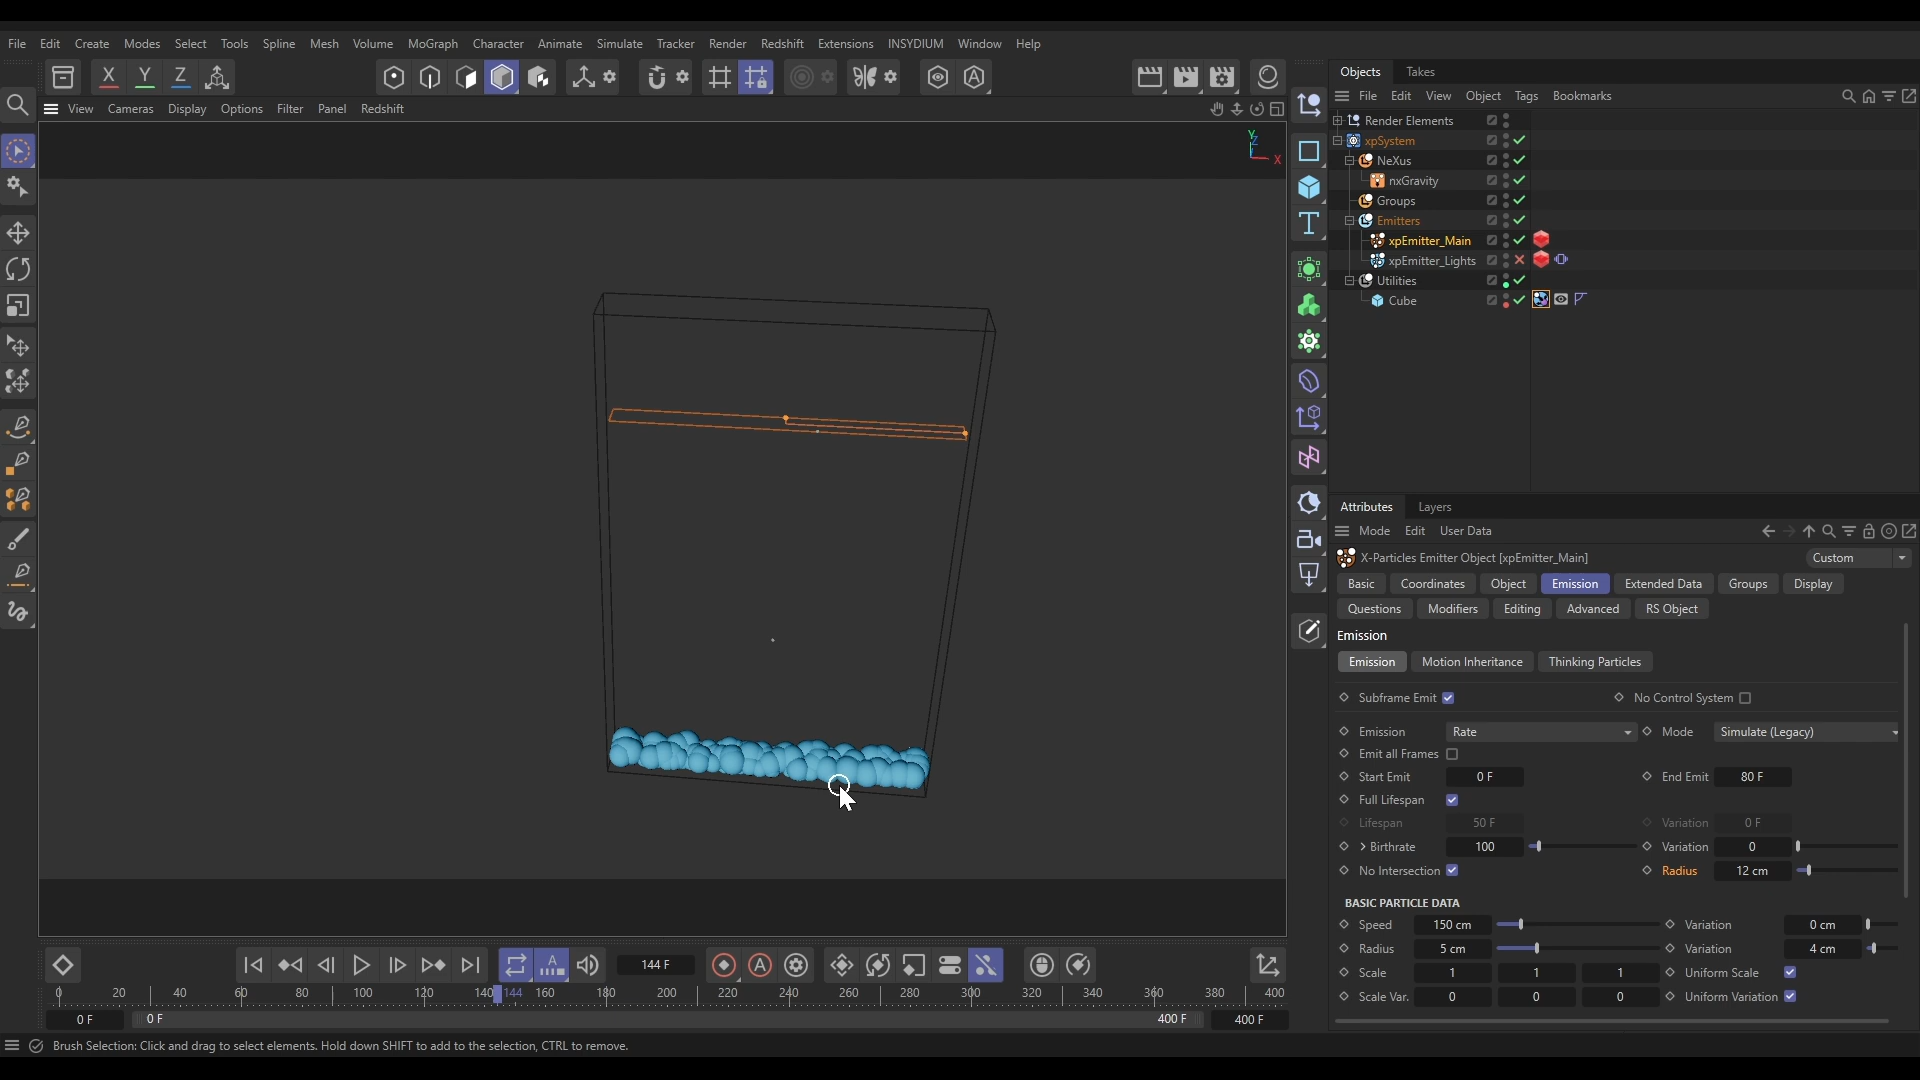 File Edit Create Modes Select Tools Spline Mesh Volume MoGraph Character Animate Simulate Tracker Render Redshift Extensions INSYDIUM Window Help
X Y Z
View Cameras Display Options Filter Panel Redshift
Y
Z
X
Objects Takes
File Edit View Object Tags Bookmarks
Render Elements
xpSystem
NeXus
nxGravity
Groups
Emitters
xpEmitter_Main
xpEmitter_Lights
Utilities
Cube
Attributes Layers
Mode Edit User Data
X-Particles Emitter Object [xpEmitter_Main] Custom
Basic Coordinates Object Emission Extended Data Groups Display
Questions Modifiers Editing Advanced RS Object
Emission
Emission Motion Inheritance Thinking Particles
Subframe Emit No Control System
Emission Rate Mode Simulate (Legacy)
Emit all Frames
Start Emit 0 F End Emit 80 F
Full Lifespan
Lifespan 50 F Variation 0 F
Birthrate 100 Variation 0
No Intersection Radius 12 cm
BASIC PARTICLE DATA
Speed 150 cm Variation 0 cm
Radius 5 cm Variation 4 cm
Scale 1 1 1 Uniform Scale
Scale Var. 0 0 0 Uniform Variation
144 F
0 20 40 60 80 100 120 140 144 160 180 200 220 240 260 280 300 320 340 360 380 400
0 F 0 F 400 F 400 F
Brush Selection: Click and drag to select elements. Hold down SHIFT to add to the selection, CTRL to remove.